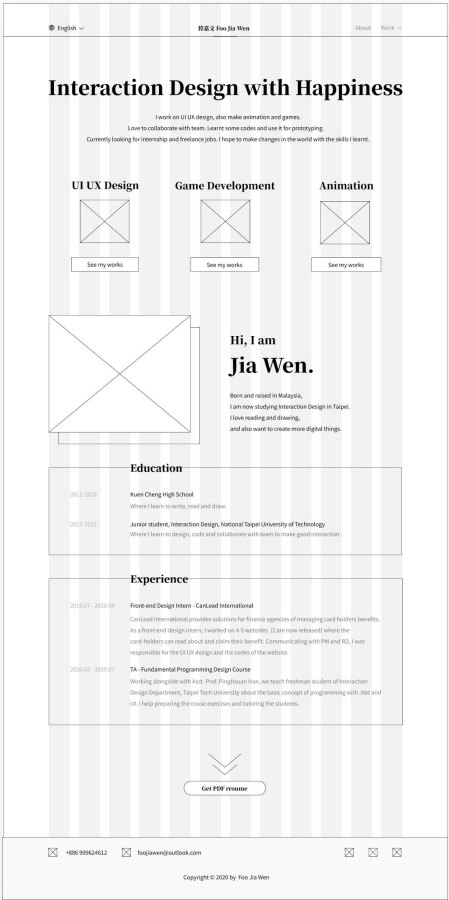 English
符嘉文 Foo Jia Wen
About
Work
Interaction Design with Happiness
I work on UI UX design, also make animation and games.
Love to collaborate with team. Learnt some codes and use it for prototyping.
Currently looking for internship and freelance jobs. I hope to make changes in the world with the skills I learnt.
UI UX Design
Game Development
Animation
See my works
See my works
See my works
Hi, I am
Jia Wen.
Born and raised in Malaysia,
I am now studying Interaction Design in Taipei.
I love reading and drawing,
and also want to create more digital things.
Education
2011-2016
Kuen Cheng High School
Where I learn to write, read and draw.
2017-2021
Junior student, Interaction Design, National Taipei University of Technology
Where I learn to design, code and collaborate with team to make good interaction.
Experience
2019.07 - 2020.08
Front-end Design Intern - CanLead International
CanLead International provides solutions for finance agencies of managing card holders benefits.
As a front-end design intern, I worked on 4-5 websites (2 are now released) where the
card-holders can read about and claim their benefit. Communicating with PM and RD, I was
responsible for the UI UX design and the codes of the website.
2020.03 - 2020.07
TA - Fundamental Programming Design Course
Working alongside with Asst. Prof. PingHsuan Han, we teach freshman student of Interaction
Design Department, Taipei Tech University about the basic concept of programming with .Net and
c#. I help preparing the couse exercises and tutoring the students.
Get PDF resume
+886 909624612
foojiawen@outlook.com
Copyright © 2020 by Foo Jia Wen